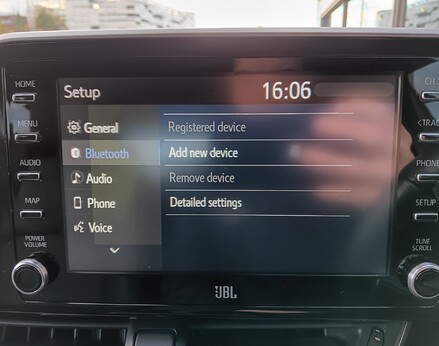 HOME
MENU
AUDIO
MAP
POWER
VOLUME
Setup
16:06
General
Bluetooth
Audio
Phone
Voice
Registered device
Add new device
Remove device
Detailed settings
CH
<TRAC
PHONE
SETUP
TUNE
SCROLL
JBL